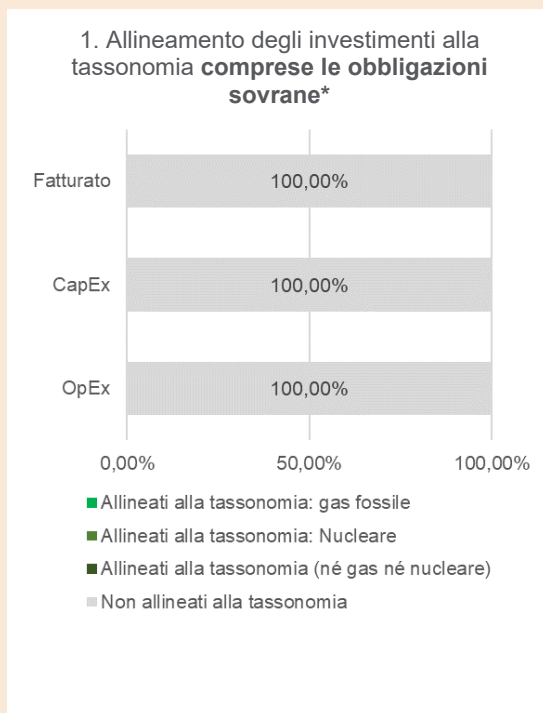 1. Allineamento degli investimenti alla
tassonomia comprese le obbligazioni
sovrane*
Fatturato
100,00%
CapEx
100,00%
OpEx
100,00%
0,00%
50,00%
100,00%
Allineati alla tassonomia: gas fossile
Allineati alla tassonomia: Nucleare
Allineati alla tassonomia (né gas né nucleare)
Non allineati alla tassonomia